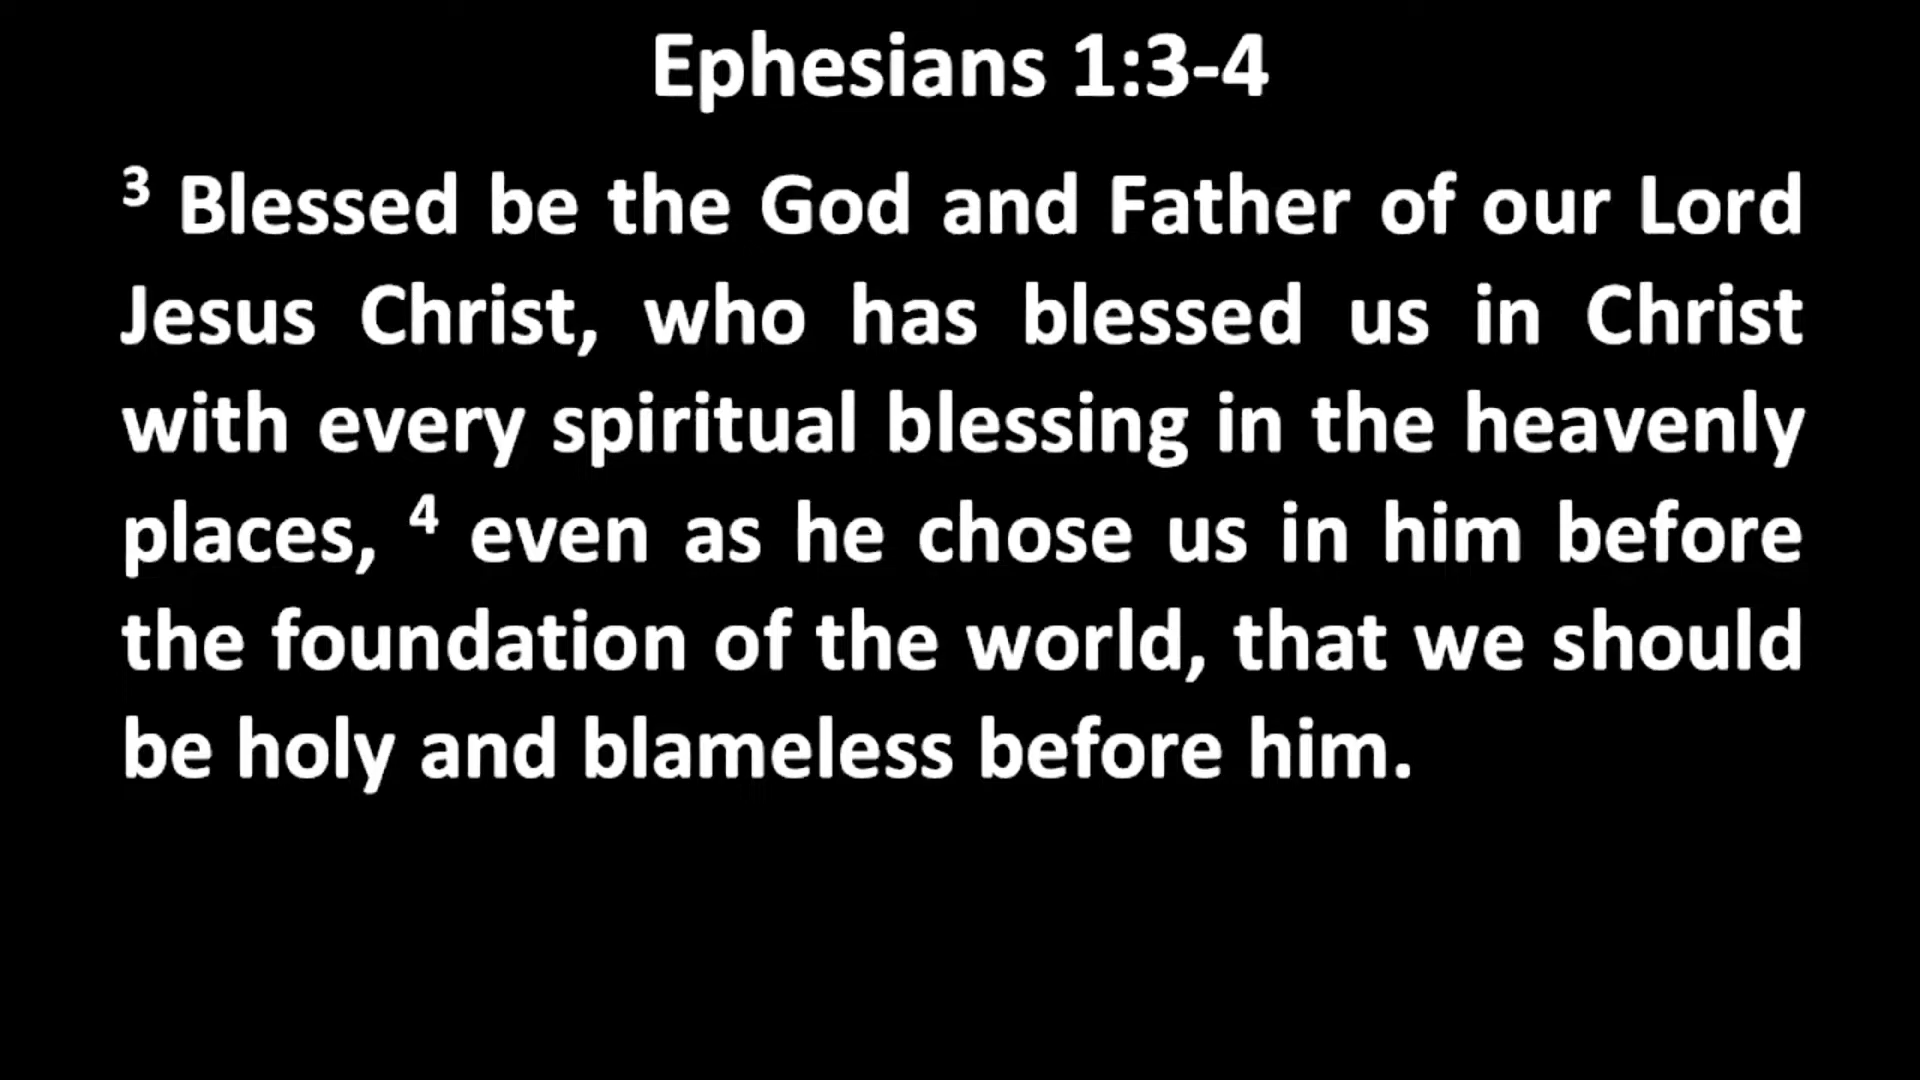 Ephesians 1:3-4
³ Blessed be the God and Father of our Lord
Jesus Christ, who has blessed us in Christ
with every spiritual blessing in the heavenly
places, ⁴ even as he chose us in him before
the foundation of the world, that we should
be holy and blameless before him.